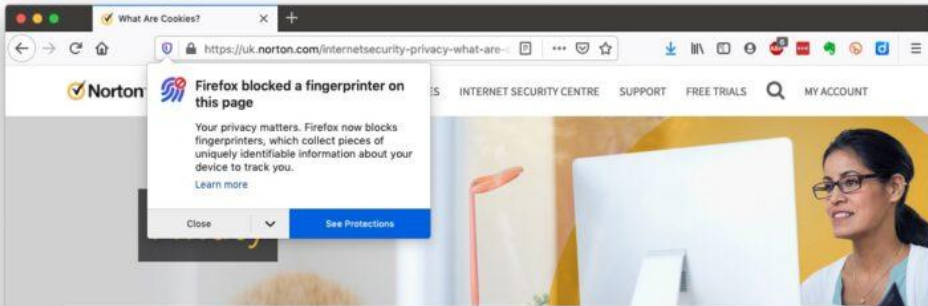 What Are Cookies?
https://uk.norton.com/internetsecurity-privacy-what-are-c
Norton
INTERNET SECURITY CENTRE SUPPORT FREE TRIALS MY ACCOUNT
Firefox blocked a fingerprinter on
this page
Your privacy matters. Firefox now blocks
fingerprinters, which collect pieces of
uniquely identifiable information about your
device to track you.
Learn more
Close See Protections